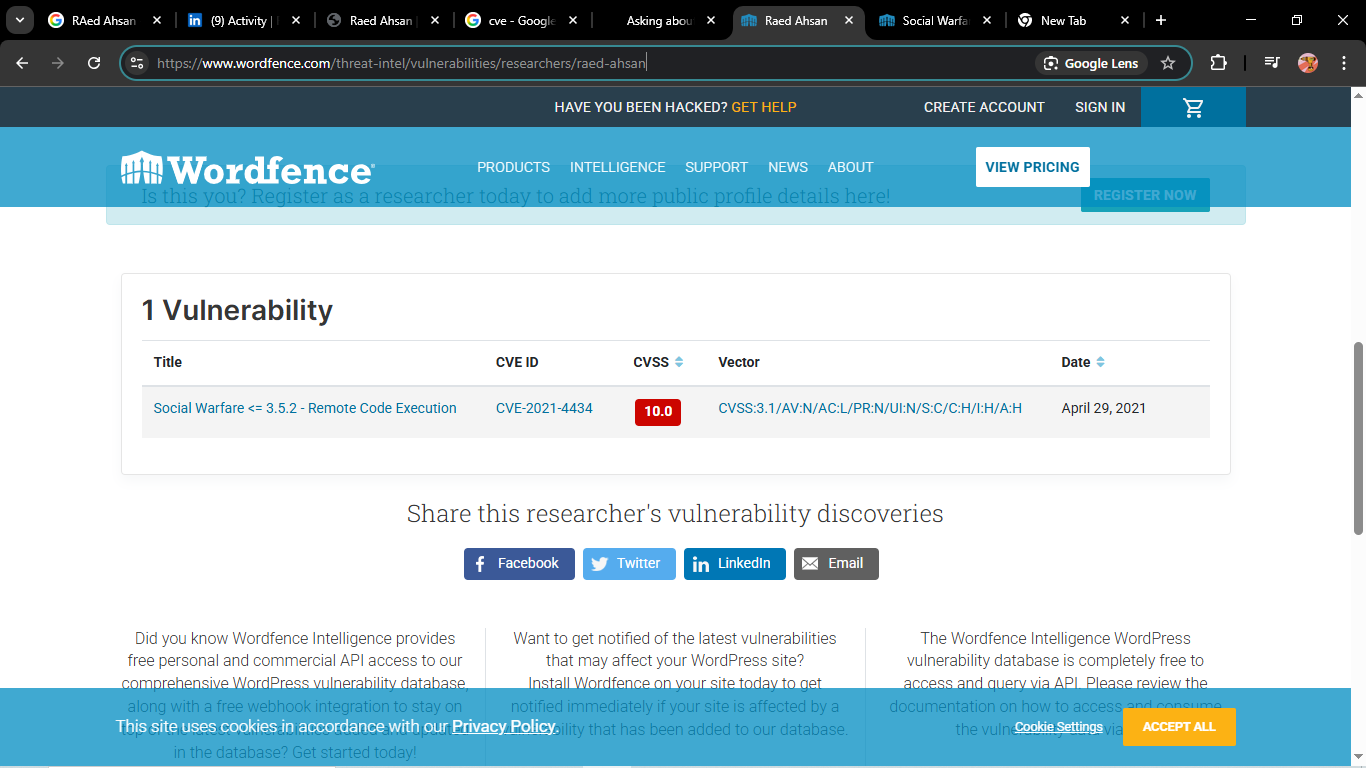 RAed Ahsan
(9) Activity |
Raed Ahsan |
cve - Google
Asking abou
Raed Ahsan
Social Warfa
New Tab
https://www.wordfence.com/threat-intel/vulnerabilities/researchers/raed-ahsan
Google Lens
HAVE YOU BEEN HACKED? GET HELP
CREATE ACCOUNT
SIGN IN
Wordfence
PRODUCTS
INTELLIGENCE
SUPPORT
NEWS
ABOUT
VIEW PRICING
Is this you? Register as a researcher today to add more public profile details here!
REGISTER NOW
1 Vulnerability
Title CVE ID CVSS Vector Date
Social Warfare <= 3.5.2 - Remote Code Execution CVE-2021-4434 10.0 CVSS:3.1/AV:N/AC:L/PR:N/UI:N/S:C/C:H/I:H/A:H April 29, 2021
Share this researcher's vulnerability discoveries
Facebook
Twitter
LinkedIn
Email
Did you know Wordfence Intelligence provides
free personal and commercial API access to our
comprehensive WordPress vulnerability database,
along with a free webhook integration to stay on
in the database? Get started today!
Want to get notified of the latest vulnerabilities
that may affect your WordPress site?
Install Wordfence on your site today to get
notified immediately if your site is affected by a
that has been added to our database.
The Wordfence Intelligence WordPress
vulnerability database is completely free to
access and query via API. Please review the
documentation on how to access and consume
the
via
This site uses cookies in accordance with our Privacy Policy.
Cookie Settings
ACCEPT ALL